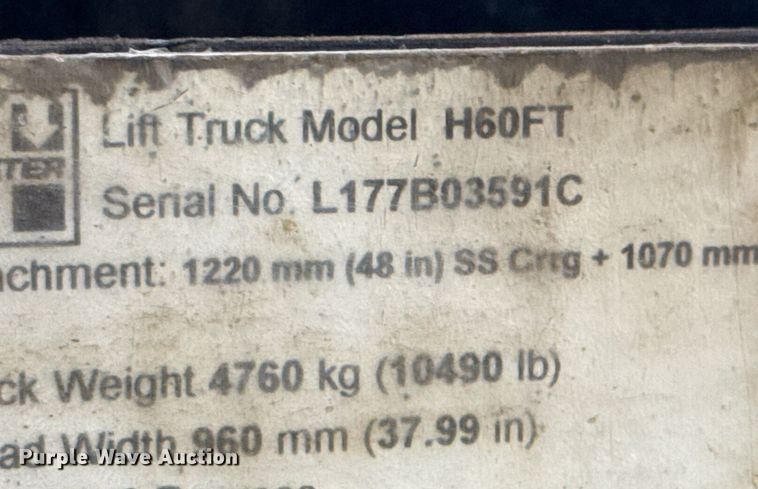 Lift Truck Model H60FT
TER
Serial No. L177B03591C
achment: 1220 mm (48 in) SS Crrg + 1070 mm
ck Weight 4760 kg (10490 lb)
ad Width 960 mm (37.99 in)
Purple Wave Auction